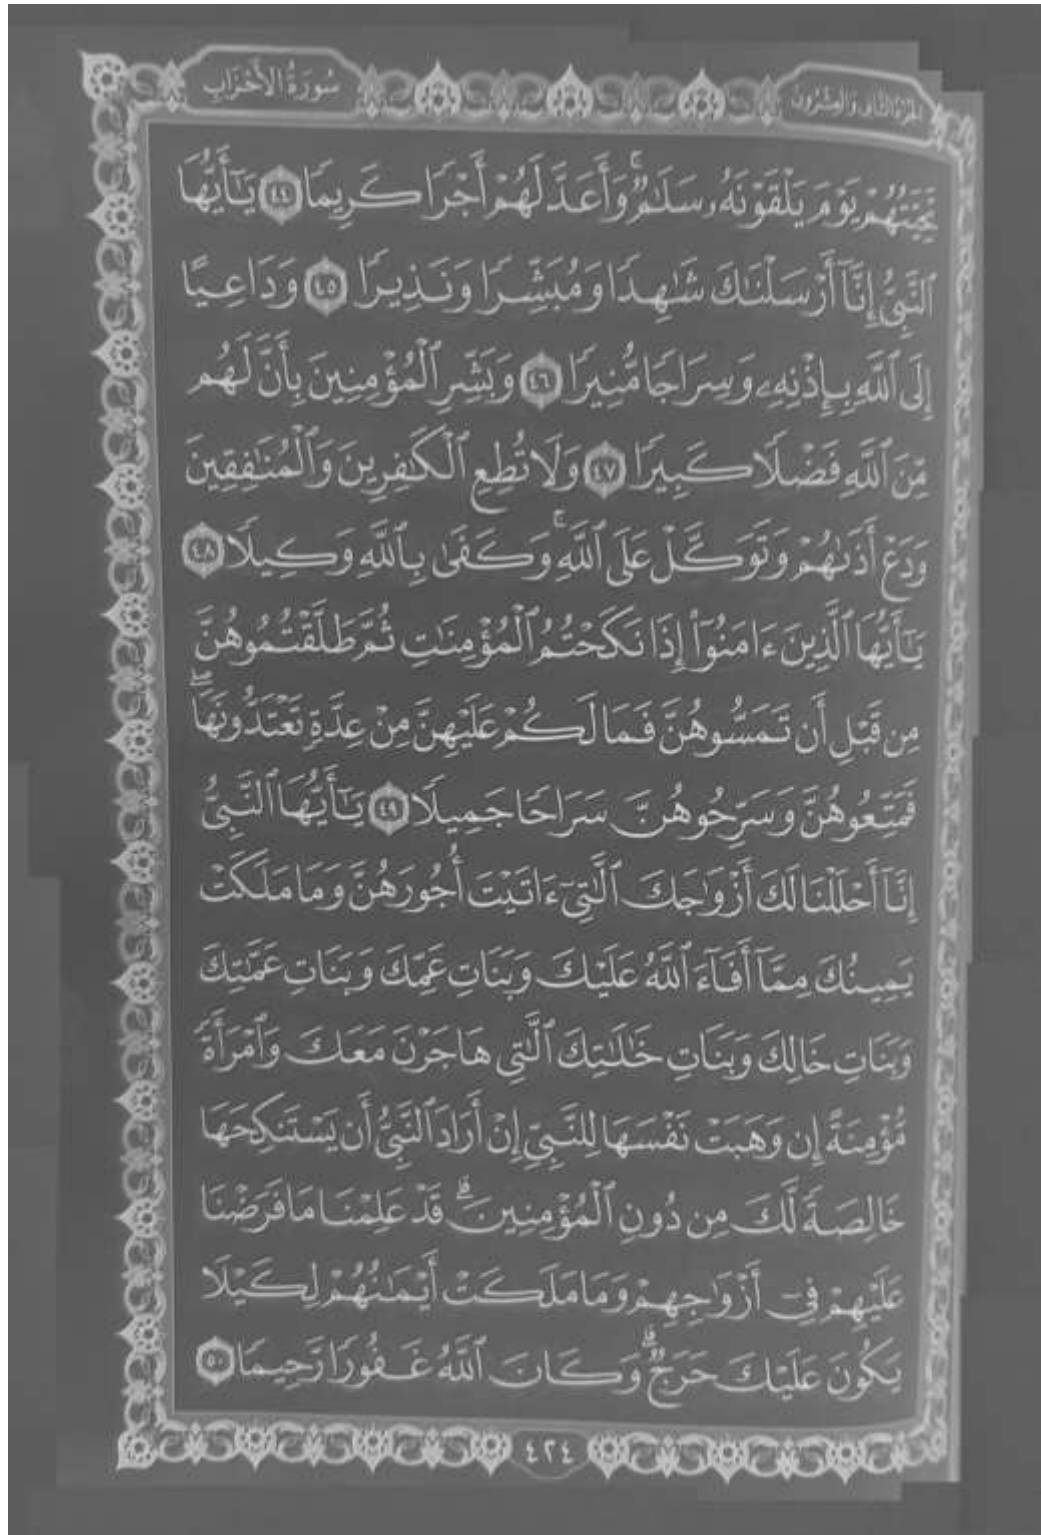 الجزء الثاني والعشرون
سُورَةُ الأَحْزَابِ
تَحِيَّتُهُمْ يَوْمَ يَلْقَوْنَهُۥ سَلَٰمٌۚ وَأَعَدَّ لَهُمْ أَجْرًا كَرِيمًا ٤٤ يَٰٓأَيُّهَا
ٱلنَّبِيُّ إِنَّآ أَرْسَلْنَٰكَ شَٰهِدًا وَمُبَشِّرًا وَنَذِيرًا ٤٥ وَدَاعِيًا
إِلَى ٱللَّهِ بِإِذْنِهِۦ وَسِرَاجًا مُّنِيرًا ٤٦ وَبَشِّرِ ٱلْمُؤْمِنِينَ بِأَنَّ لَهُم
مِّنَ ٱللَّهِ فَضْلًا كَبِيرًا ٤٧ وَلَا تُطِعِ ٱلْكَٰفِرِينَ وَٱلْمُنَٰفِقِينَ
وَدَعْ أَذَىٰهُمْ وَتَوَكَّلْ عَلَى ٱللَّهِۚ وَكَفَىٰ بِٱللَّهِ وَكِيلًا ٤٨
يَٰٓأَيُّهَا ٱلَّذِينَ ءَامَنُوٓا۟ إِذَا نَكَحْتُمُ ٱلْمُؤْمِنَٰتِ ثُمَّ طَلَّقْتُمُوهُنَّ
مِن قَبْلِ أَن تَمَسُّوهُنَّ فَمَا لَكُمْ عَلَيْهِنَّ مِنْ عِدَّةٍ تَعْتَدُّونَهَاۖ
فَمَتِّعُوهُنَّ وَسَرِّحُوهُنَّ سَرَاحًا جَمِيلًا ٤٩ يَٰٓأَيُّهَا ٱلنَّبِيُّ
إِنَّآ أَحْلَلْنَا لَكَ أَزْوَٰجَكَ ٱلَّٰتِىٓ ءَاتَيْتَ أُجُورَهُنَّ وَمَا مَلَكَتْ
يَمِينُكَ مِمَّآ أَفَآءَ ٱللَّهُ عَلَيْكَ وَبَنَاتِ عَمِّكَ وَبَنَاتِ عَمَّٰتِكَ
وَبَنَاتِ خَالِكَ وَبَنَاتِ خَٰلَٰتِكَ ٱلَّٰتِى هَاجَرْنَ مَعَكَ وَٱمْرَأَةً
مُّؤْمِنَةً إِن وَهَبَتْ نَفْسَهَا لِلنَّبِيِّ إِنْ أَرَادَ ٱلنَّبِيُّ أَن يَسْتَنكِحَهَا
خَالِصَةً لَّكَ مِن دُونِ ٱلْمُؤْمِنِينَۗ قَدْ عَلِمْنَا مَا فَرَضْنَا
عَلَيْهِمْ فِىٓ أَزْوَٰجِهِمْ وَمَا مَلَكَتْ أَيْمَٰنُهُمْ لِكَيْلَا
يَكُونَ عَلَيْكَ حَرَجٌۗ وَكَانَ ٱللَّهُ غَفُورًا رَّحِيمًا ٥٠
٤٢٤